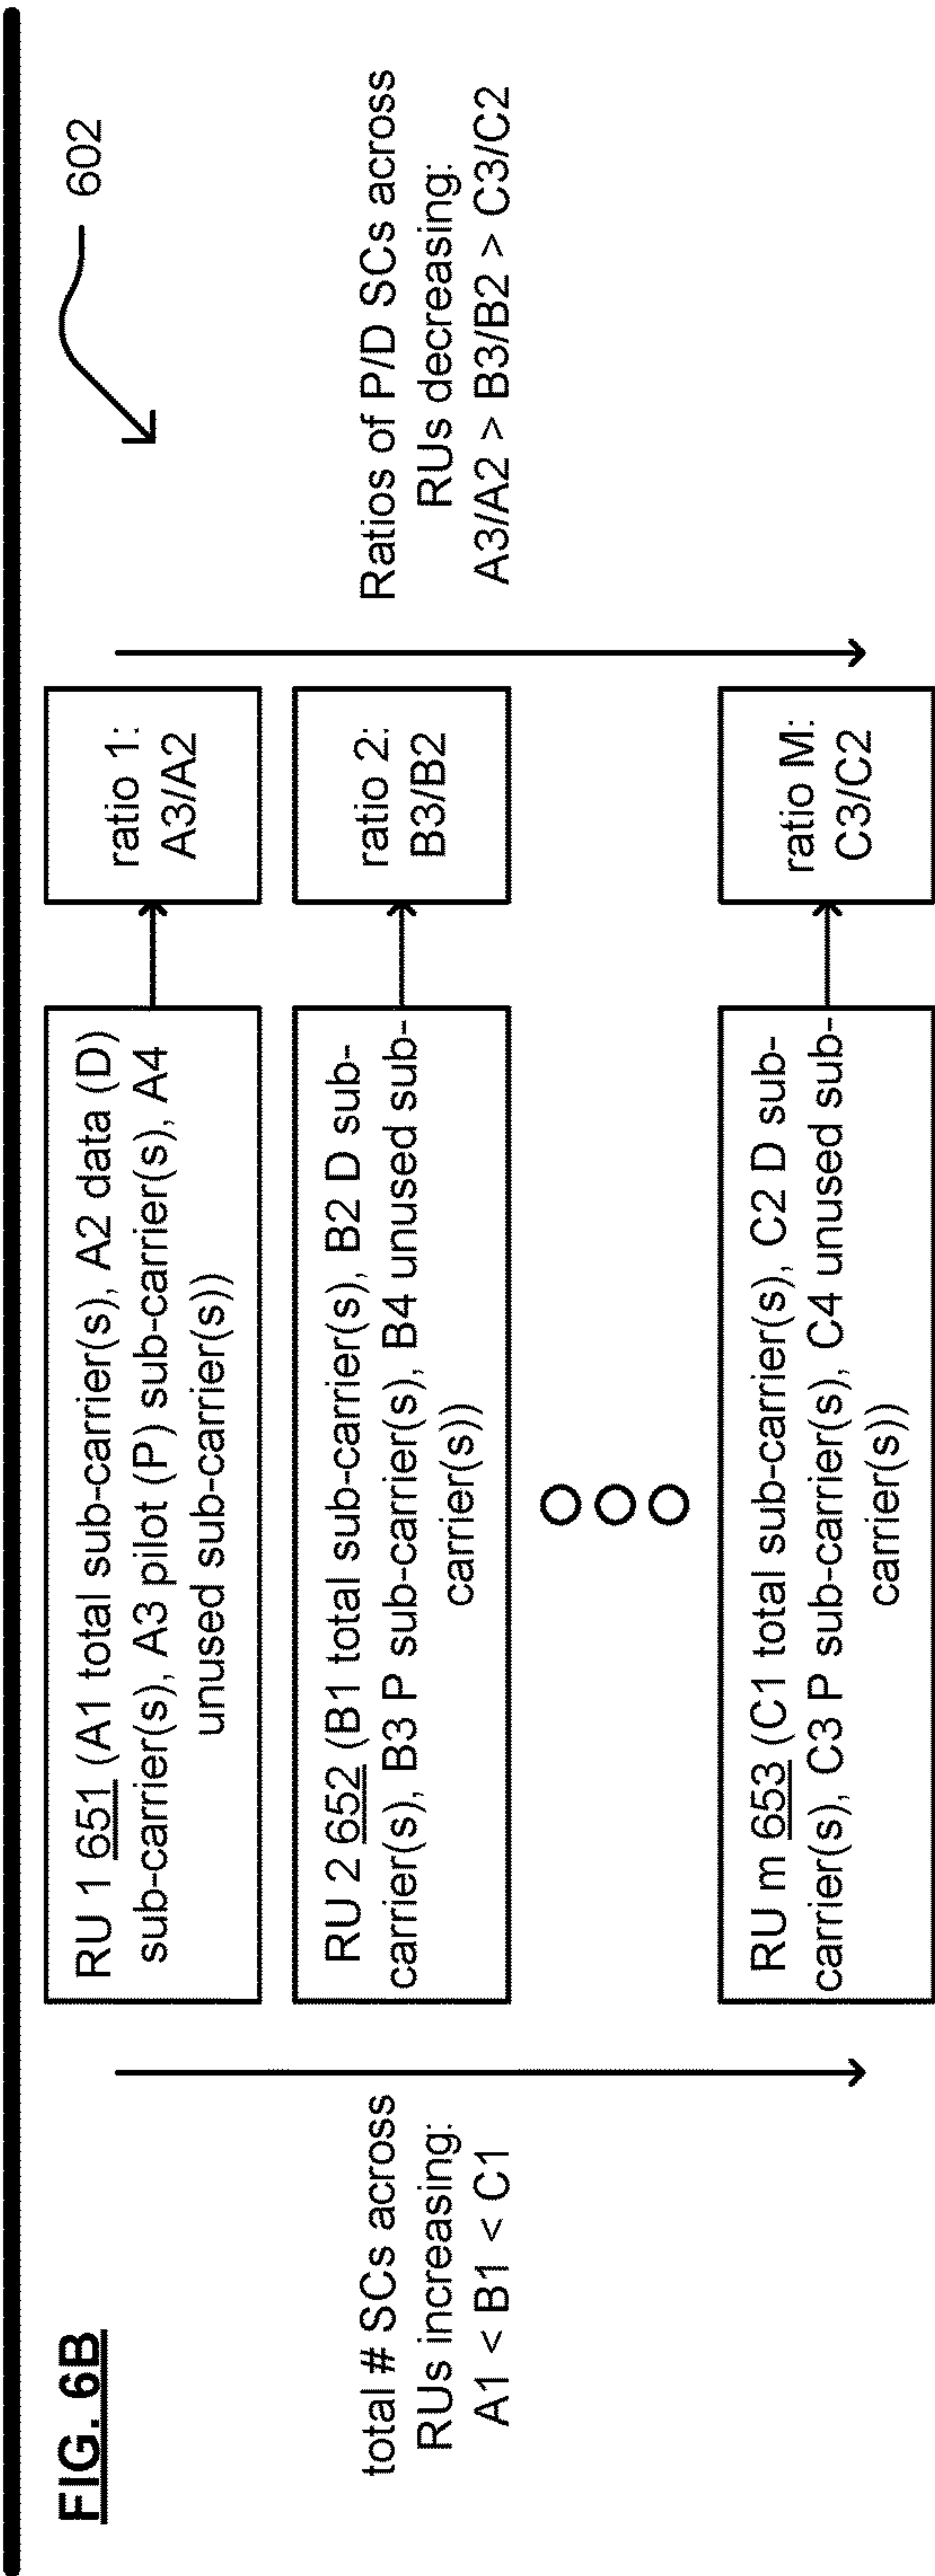 FIG. 6B
total # SCs across
RUs increasing:
A1 < B1 < C1
RU 1 651 (A1 total sub-carrier(s), A2 data (D)
sub-carrier(s), A3 pilot (P) sub-carrier(s), A4
unused sub-carrier(s))
ratio 1:
A3/A2
RU 2 652 (B1 total sub-carrier(s), B2 D sub-
carrier(s), B3 P sub-carrier(s), B4 unused sub-
carrier(s))
ratio 2:
B3/B2
RU m 653 (C1 total sub-carrier(s), C2 D sub-
carrier(s), C3 P sub-carrier(s), C4 unused sub-
carrier(s))
ratio M:
C3/C2
602
Ratios of P/D SCs across
RUs decreasing:
A3/A2 > B3/B2 > C3/C2